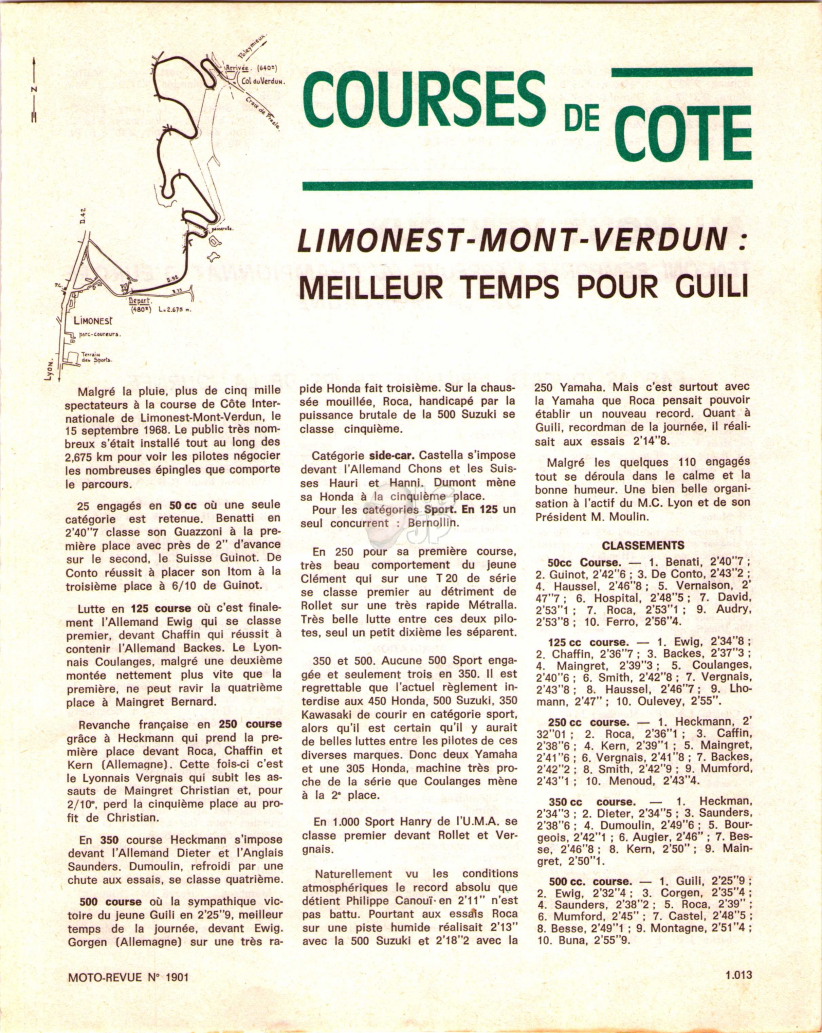 Poleymieux
Arrivée (640m)
Col du Verdun.
Croix de Presle.
N
D.42
D.92
Départ.
(480m) L=2.675 m.
LIMONEST
parc-coureurs.
Terrain
des Sports.
LYON.
COURSES DE COTE
LIMONEST-MONT-VERDUN :
MEILLEUR TEMPS POUR GUILI
Malgré la pluie, plus de cinq mille
spectateurs à la course de Côte Inter-
nationale de Limonest-Mont-Verdun, le
15 septembre 1968. Le public très nom-
breux s'était installé tout au long des
2,675 km pour voir les pilotes négocier
les nombreuses épingles que comporte
le parcours.
25 engagés en 50 cc où une seule
catégorie est retenue. Benatti en
2'40"7 classe son Guazzoni à la pre-
mière place avec près de 2" d'avance
sur le second, le Suisse Guinot. De
Conto réussit à placer son Itom à la
troisième place à 6/10 de Guinot.
Lutte en 125 course où c'est finale-
ment l'Allemand Ewig qui se classe
premier, devant Chaffin qui réussit à
contenir l'Allemand Backes. Le Lyon-
nais Coulanges, malgré une deuxième
montée nettement plus vite que la
première, ne peut ravir la quatrième
place à Maingret Bernard.
Revanche française en 250 course
grâce à Heckmann qui prend la pre-
mière place devant Roca, Chaffin et
Kern (Allemagne). Cette fois-ci c'est
le Lyonnais Vergnais qui subit les as-
sauts de Maingret Christian et, pour
2/10e, perd la cinquième place au pro-
fit de Christian.
En 350 course Heckmann s'impose
devant l'Allemand Dieter et l'Anglais
Saunders. Dumoulin, refroidi par une
chute aux essais, se classe quatrième.
500 course où la sympathique vic-
toire du jeune Guili en 2'25"9, meilleur
temps de la journée, devant Ewig.
Gorgen (Allemagne) sur une très ra-
pide Honda fait troisième. Sur la chaus-
sée mouillée, Roca, handicapé par la
puissance brutale de la 500 Suzuki se
classe cinquième.
Catégorie side-car. Castella s'impose
devant l'Allemand Chons et les Suis-
ses Hauri et Hanni. Dumont mène
sa Honda à la cinquième place.
Pour les catégories Sport. En 125 un
seul concurrent : Bernollin.
En 250 pour sa première course,
très beau comportement du jeune
Clément qui sur une T 20 de série
se classe premier au détriment de
Rollet sur une très rapide Métralla.
Très belle lutte entre ces deux pilo-
tes, seul un petit dixième les séparent.
350 et 500. Aucune 500 Sport enga-
gée et seulement trois en 350. Il est
regrettable que l'actuel règlement in-
terdise aux 450 Honda, 500 Suzuki, 350
Kawasaki de courir en catégorie sport,
alors qu'il est certain qu'il y aurait
de belles luttes entre les pilotes de ces
diverses marques. Donc deux Yamaha
et une 305 Honda, machine très pro-
che de la série que Coulanges mène
à la 2e place.
En 1.000 Sport Hanry de l'U.M.A. se
classe premier devant Rollet et Ver-
gnais.
Naturellement vu les conditions
atmosphériques le record absolu que
détient Philippe Canouï en 2'11" n'est
pas battu. Pourtant aux essais Roca
sur une piste humide réalisait 2'13"
avec la 500 Suzuki et 2'18"2 avec la
250 Yamaha. Mais c'est surtout avec
la Yamaha que Roca pensait pouvoir
établir un nouveau record. Quant à
Guili, recordman de la journée, il réali-
sait aux essais 2'14"8.
Malgré les quelques 110 engagés
tout se déroula dans le calme et la
bonne humeur. Une bien belle organi-
sation à l'actif du M.C. Lyon et de son
Président M. Moulin.
CLASSEMENTS
50cc Course. — 1. Benati, 2'40"7 ;
2. Guinot, 2'42"6 ; 3. De Conto, 2'43"2 ;
4. Haussel, 2'46"8 ; 5. Vernaison, 2'
47"7 ; 6. Hospital, 2'48"5 ; 7. David,
2'53"1 ; 7. Roca, 2'53"1 ; 9. Audry,
2'53"8 ; 10. Ferro, 2'56"4.
125 cc course. — 1. Ewig, 2'34"8 ;
2. Chaffin, 2'36"7 ; 3. Backes, 2'37"3 ;
4. Maingret, 2'39"3 ; 5. Coulanges,
2'40"6 ; 6. Smith, 2'42"8 ; 7. Vergnais,
2'43"8 ; 8. Haussel, 2'46"7 ; 9. Lho-
mann, 2'47" ; 10. Oulevey, 2'55".
250 cc course. — 1. Heckmann, 2'
32"01 ; 2. Roca, 2'36"1 ; 3. Caffin,
2'38"6 ; 4. Kern, 2'39"1 ; 5. Maingret,
2'41"6 ; 6. Vergnais, 2'41"8 ; 7. Backes,
2'42"2 ; 8. Smith, 2'42"9 ; 9. Mumford,
2'43"1 ; 10. Menoud, 2'43"4.
350 cc course. — 1. Heckman,
2'34"3 ; 2. Dieter, 2'34"5 ; 3. Saunders,
2'38"6 ; 4. Dumoulin, 2'49"6 ; 5. Bour-
geois, 2'42"1 ; 6. Augler, 2'46" ; 7. Bes-
se, 2'46"8 ; 8. Kern, 2'50" ; 9. Main-
gret, 2'50"1.
500 cc. course. — 1. Guili, 2'25"9 ;
2. Ewig, 2'32"4 ; 3. Corgen, 2'35"4 ;
4. Saunders, 2'38"2 ; 5. Roca, 2'39" ;
6. Mumford, 2'45" ; 7. Castel, 2'48"5 ;
8. Besse, 2'49"1 ; 9. Montagne, 2'51"4 ;
10. Buna, 2'55"9.
MOTO-REVUE N° 1901
1.013